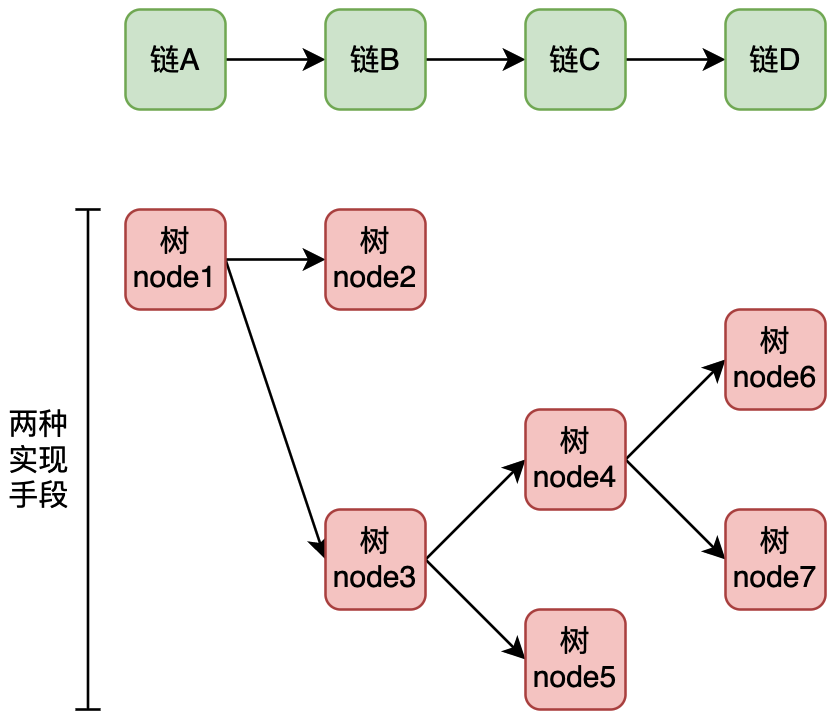 链A
链B
链C
链D
树
node1
树
node2
树
node6
两种
实现
手段
树
node4
树
node3
树
node7
树
node5